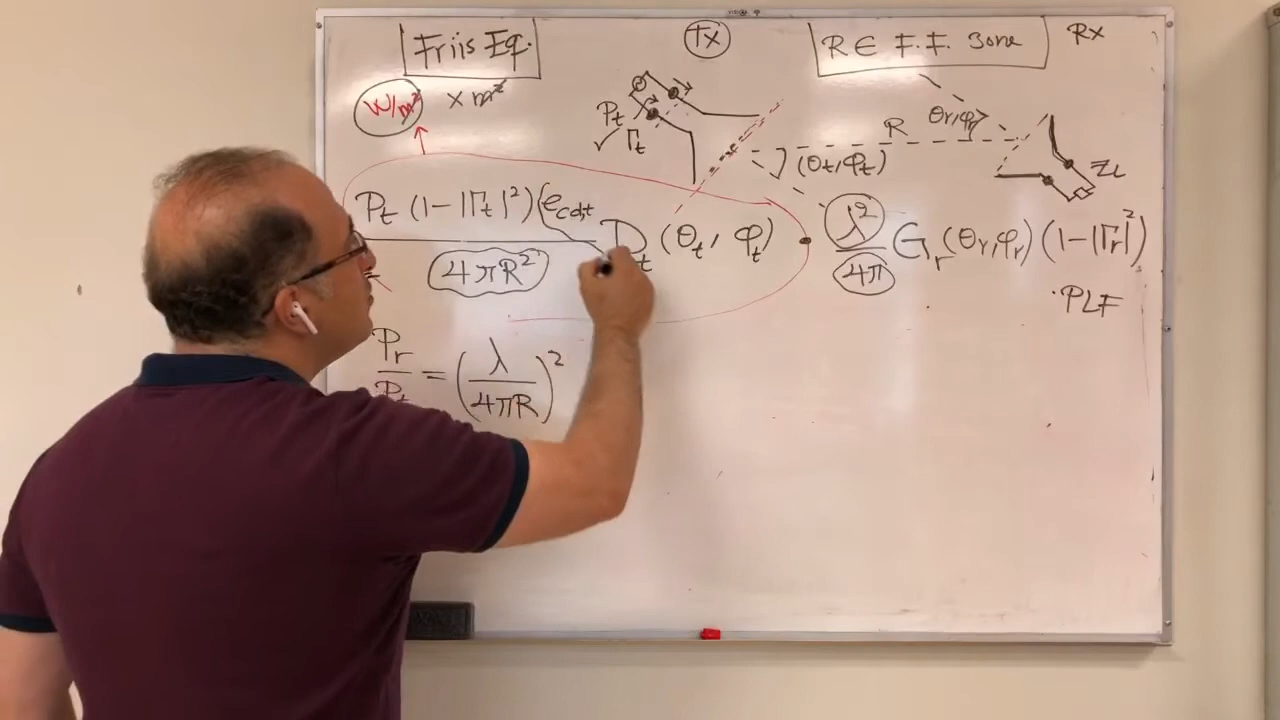 Friis Eq.
Tx
R ∈ F.F. Zone
Rx
W/m² × m²
Pt
✓ Γt
R
θr,φr
(θt,φt)
ZL
Pt (1-|Γt|²)(ecd,t Dt (θt, φt) · λ²/4π Gr(θr,φr)(1-|Γr|²)
4πR²
· PLF
Pr/Pt = (λ/4πR)²